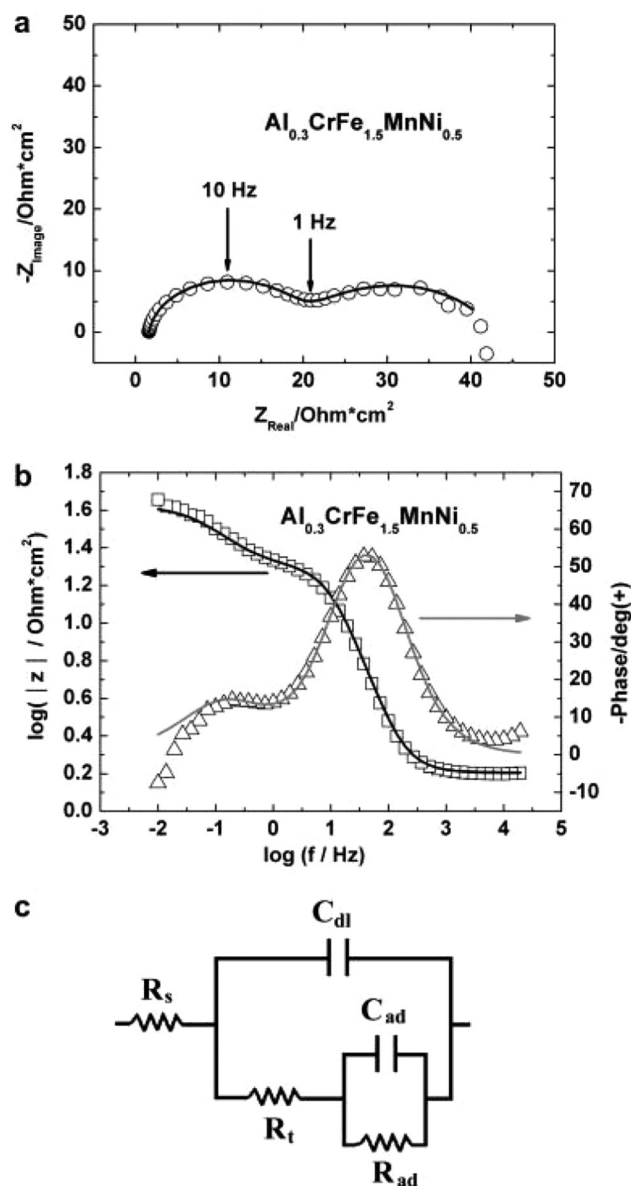 a
50
40
30
20
10
0
-Z_Image/Ohm*cm²
Al₀.₃CrFe₁.₅MnNi₀.₅
10 Hz
1 Hz
0 10 20 30 40 50
Z_Real/Ohm*cm²
b
1.8
1.6
1.4
1.2
1.0
0.8
0.6
0.4
0.2
0.0
log( | z | / Ohm*cm²)
Al₀.₃CrFe₁.₅MnNi₀.₅
70
60
50
40
30
20
10
0
-10
-Phase/deg(+)
-3 -2 -1 0 1 2 3 4 5
log (f / Hz)
c
C_dl
R_s
C_ad
R_t
R_ad